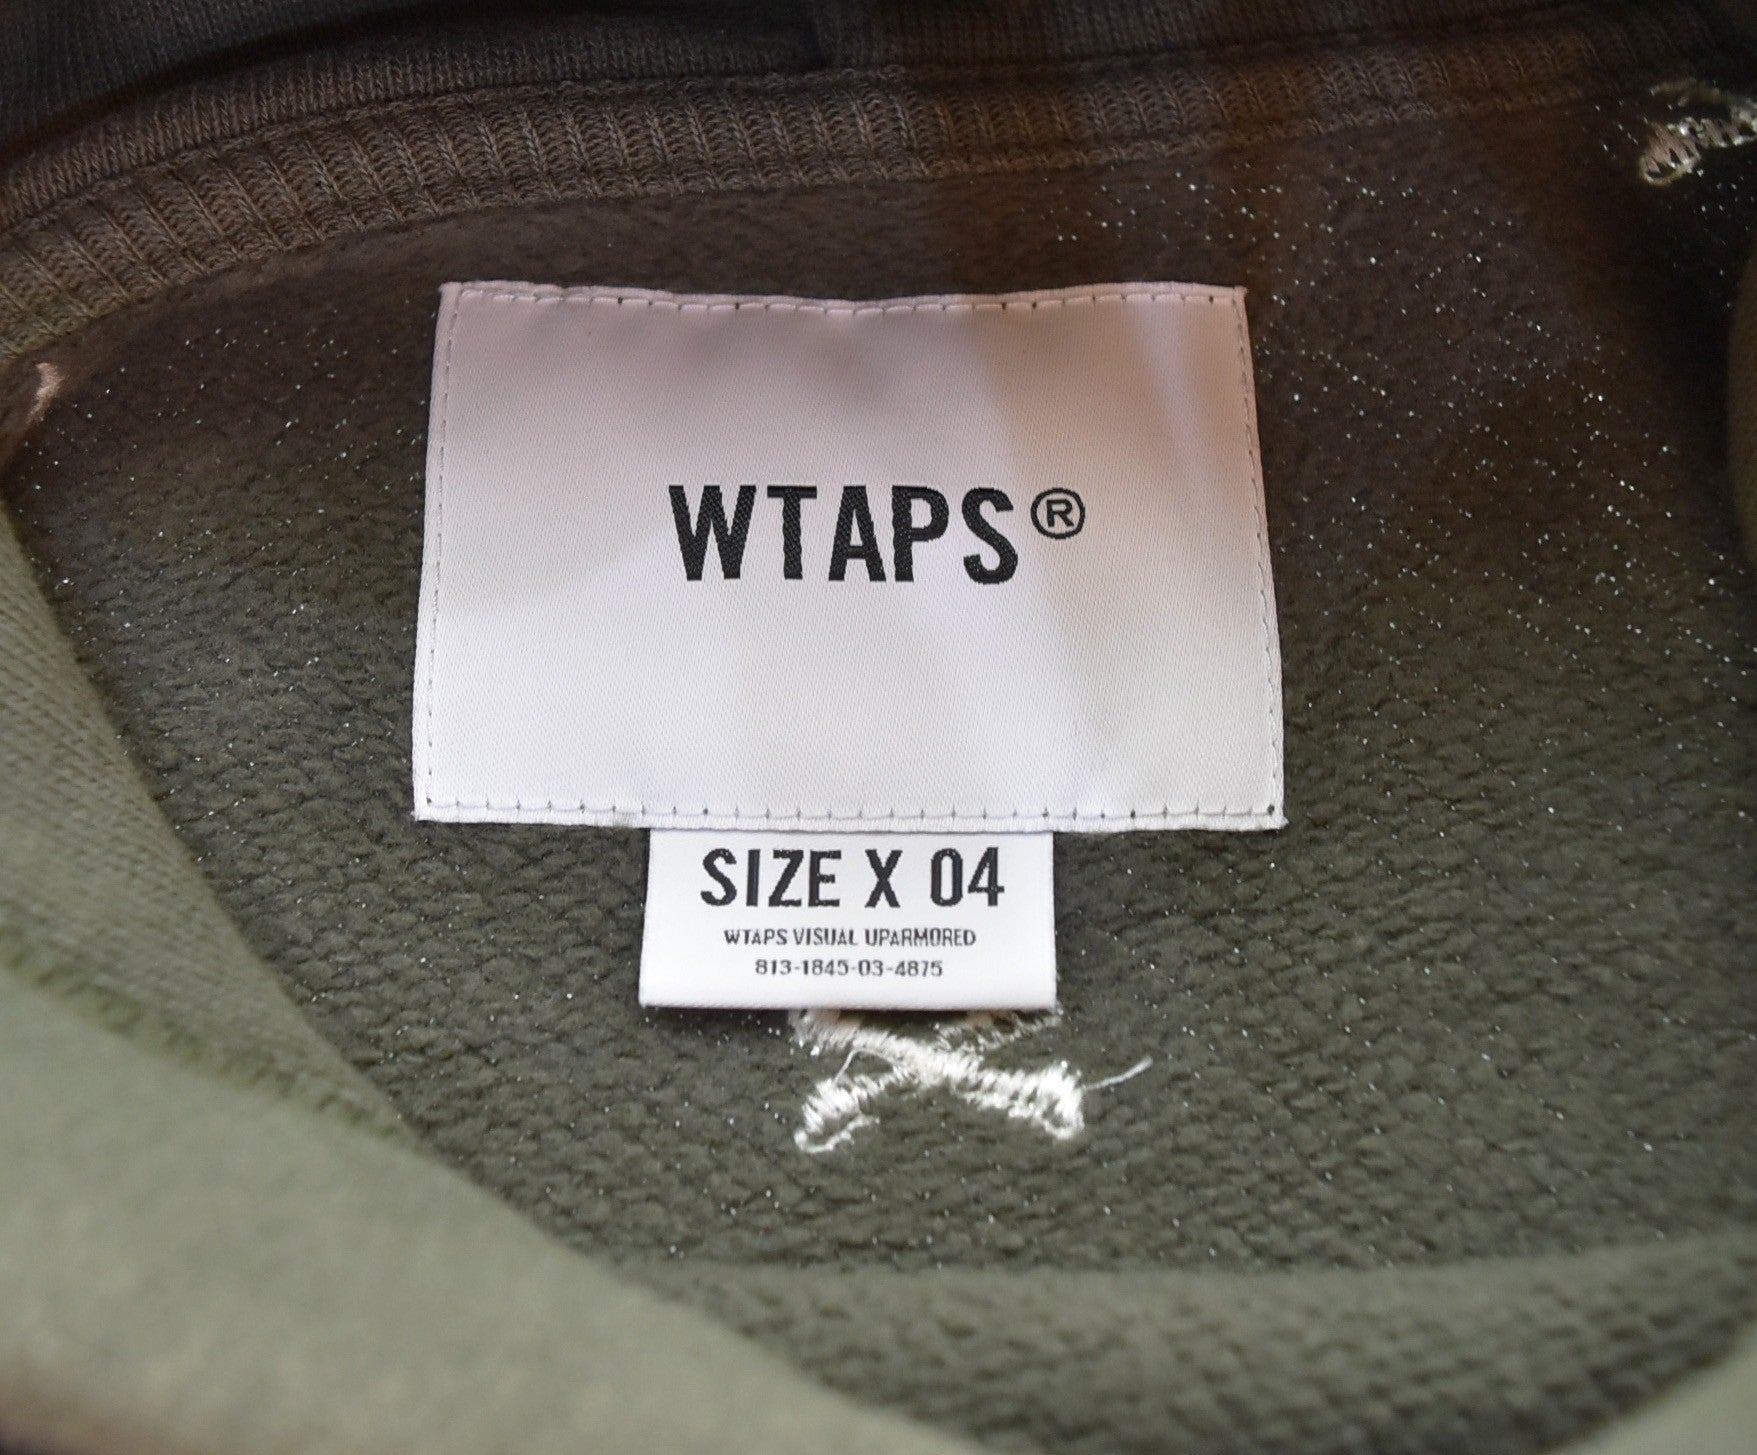 WTAPS®
SIZE X 04
WTAPS VISUAL UPARMORED
813-1845-03-4875